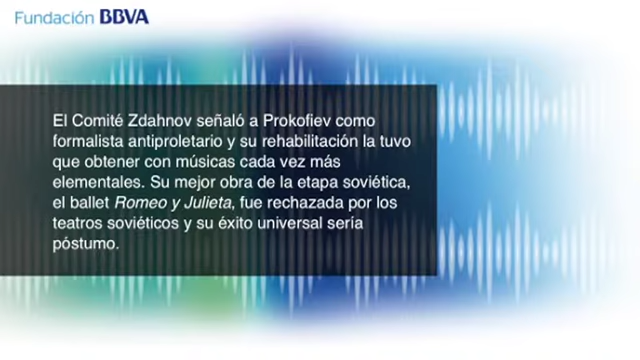 Fundación BBVA
El Comité Zdahnov señaló a Prokofiev como
formalista antiproletario y su rehabilitación la tuvo
que obtener con músicas cada vez más
elementales. Su mejor obra de la etapa soviética,
el ballet Romeo y Julieta, fue rechazada por los
teatros soviéticos y su éxito universal sería
póstumo.